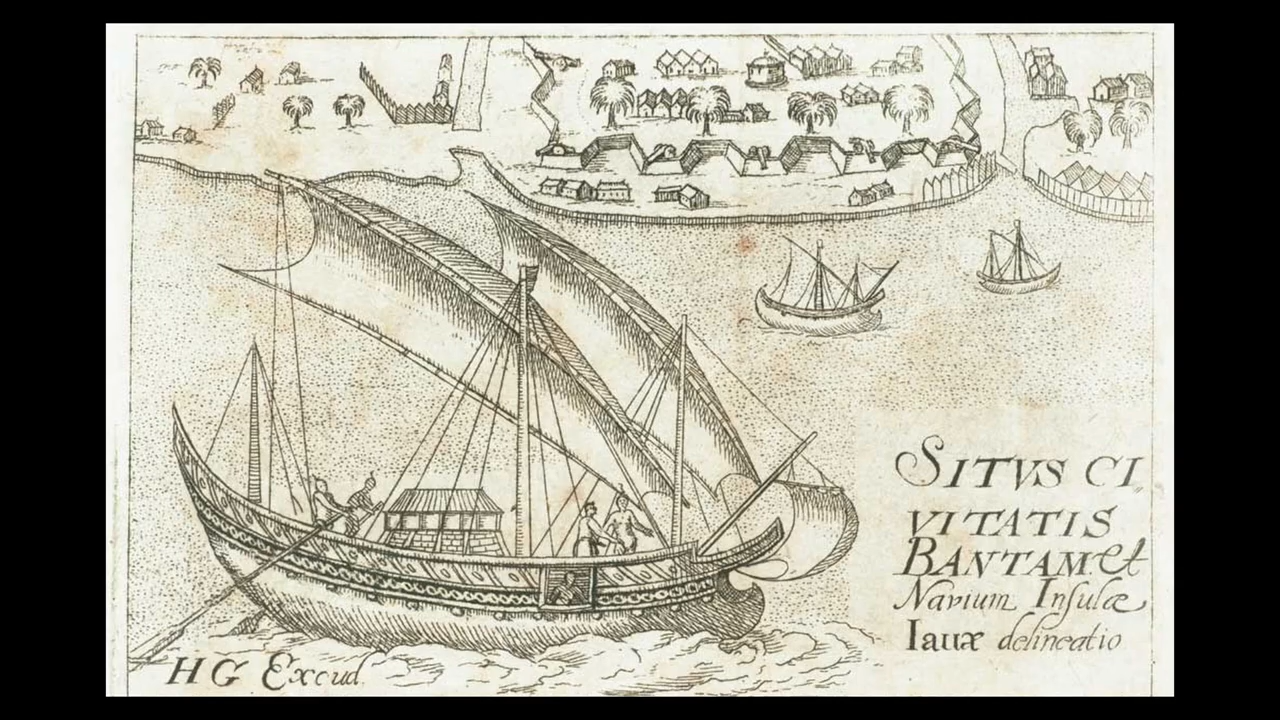 SITVS CI,
VITATIS
BANTAM et
Navium Insulæ
Iauæ delineatio
HG Excud.